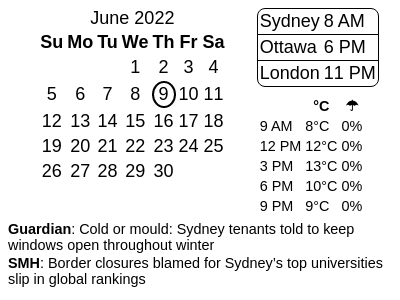 June 2022
Su Mo Tu We Th Fr Sa
1 2 3 4
5 6 7 8 9 10 11
12 13 14 15 16 17 18
19 20 21 22 23 24 25
26 27 28 29 30
Sydney 8 AM
Ottawa 6 PM
London 11 PM
°C ☂
9 AM 8°C 0%
12 PM 12°C 0%
3 PM 13°C 0%
6 PM 10°C 0%
9 PM 9°C 0%
Guardian: Cold or mould: Sydney tenants told to keep
windows open throughout winter
SMH: Border closures blamed for Sydney’s top universities
slip in global rankings